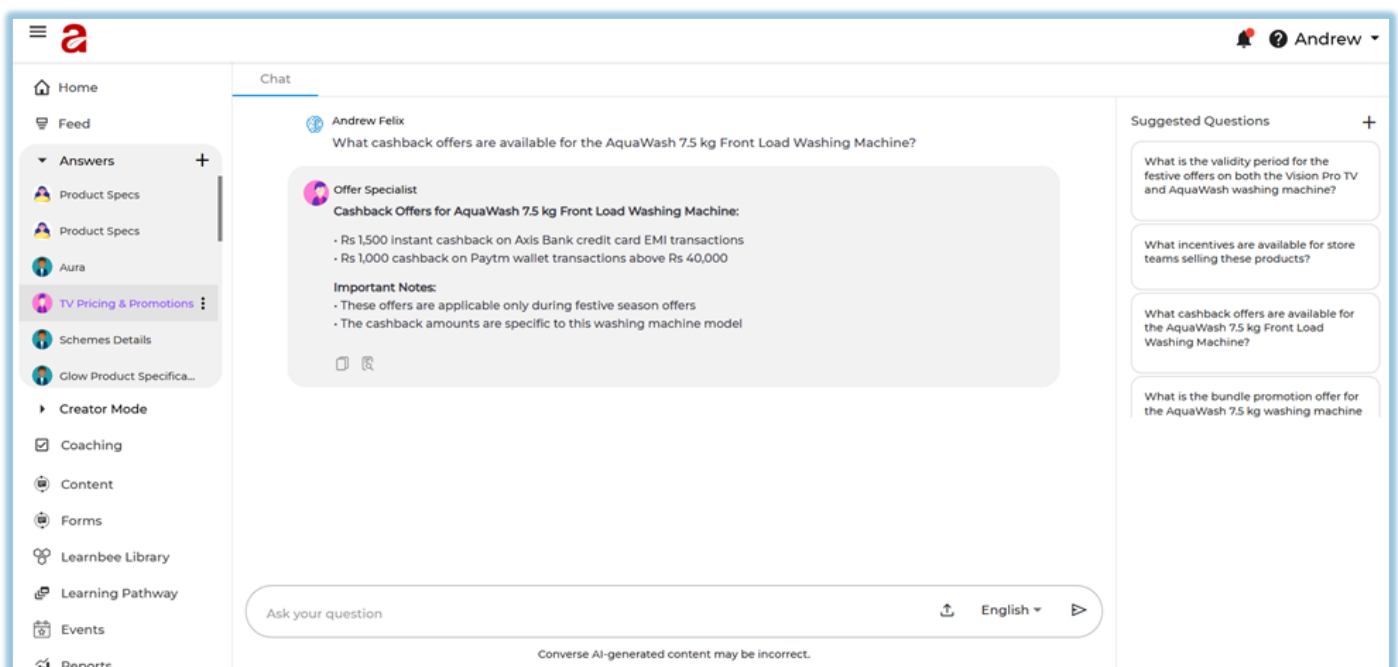 Andrew
Home
Feed
Answers +
Product Specs
Product Specs
Aura
TV Pricing & Promotions
Schemes Details
Glow Product Specifica...
Creator Mode
Coaching
Content
Forms
Learnbee Library
Learning Pathway
Events
Reports
Chat
Andrew Felix
What cashback offers are available for the AquaWash 7.5 kg Front Load Washing Machine?
Offer Specialist
Cashback Offers for AquaWash 7.5 kg Front Load Washing Machine:
• Rs 1,500 instant cashback on Axis Bank credit card EMI transactions
• Rs 1,000 cashback on Paytm wallet transactions above Rs 40,000
Important Notes:
• These offers are applicable only during festive season offers
• The cashback amounts are specific to this washing machine model
Ask your question
English
Converse AI-generated content may be incorrect.
Suggested Questions +
What is the validity period for the
festive offers on both the Vision Pro TV
and AquaWash washing machine?
What incentives are available for store
teams selling these products?
What cashback offers are available for
the AquaWash 7.5 kg Front Load
Washing Machine?
What is the bundle promotion offer for
the AquaWash 7.5 kg washing machine